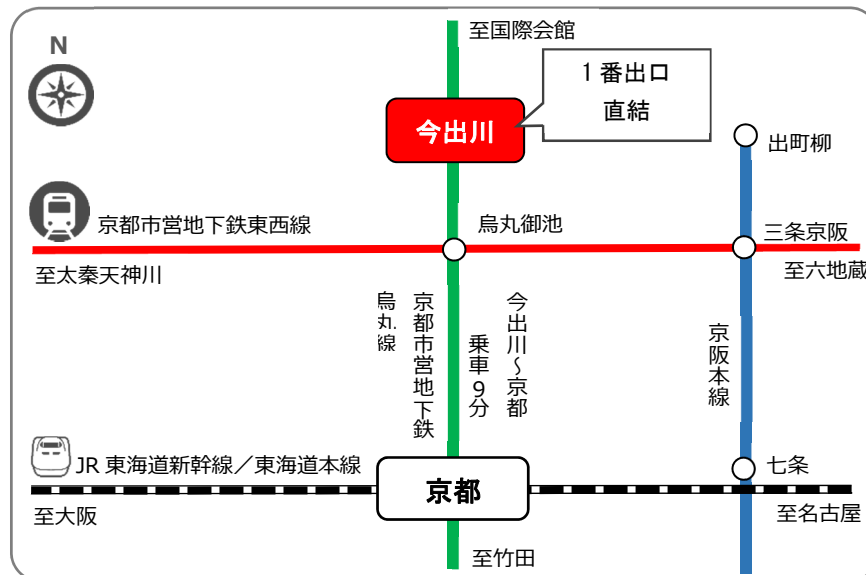 至国際会館
N
1番出口
直結
今出川
出町柳
京都市営地下鉄東西線
烏丸御池
三条京阪
至太秦天神川
至六地蔵
京都市営地下鉄
烏丸線
今出川～京都
乗車9分
京阪本線
JR 東海道新幹線／東海道本線
京都
七条
至大阪
至名古屋
至竹田